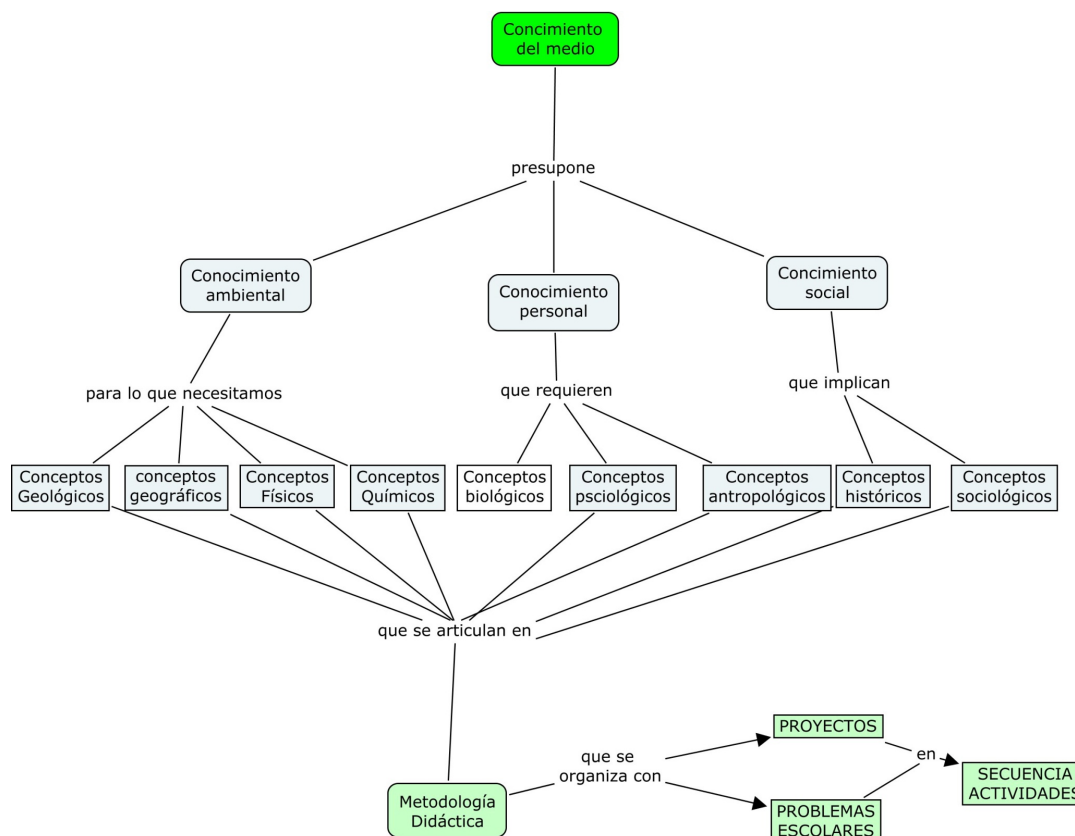 Concimiento
del medio
presupone
Conocimiento
ambiental
Conocimiento
personal
Concimiento
social
para lo que necesitamos
que requieren
que implican
Conceptos
Geológicos
conceptos
geográficos
Conceptos
Físicos
Conceptos
Químicos
Conceptos
biológicos
Conceptos
psciológicos
Conceptos
antropológicos
Conceptos
históricos
Conceptos
sociológicos
que se articulan en
Metodología
Didáctica
que se
organiza con
PROYECTOS
PROBLEMAS
ESCOLARES
en
SECUENCIA
ACTIVIDADES